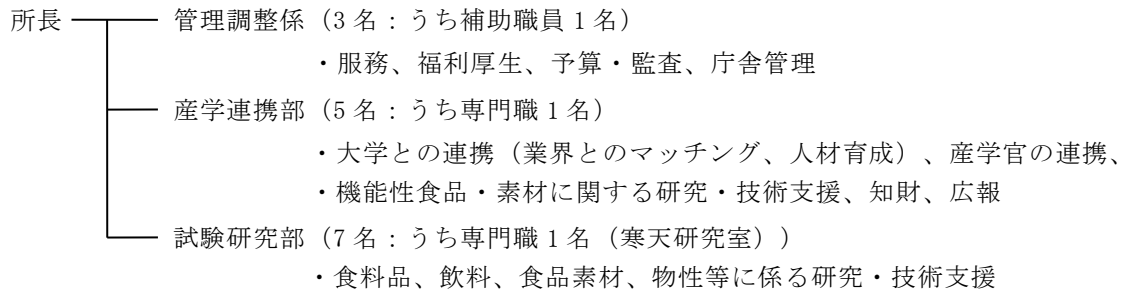 所長 管理調整係（3 名：うち補助職員 1 名）
・服務、福利厚生、予算・監査、庁舎管理
産学連携部（5 名：うち専門職 1 名）
・大学との連携（業界とのマッチング、人材育成）、産学官の連携、
・機能性食品・素材に関する研究・技術支援、知財、広報
試験研究部（7 名：うち専門職 1 名（寒天研究室））
・食料品、飲料、食品素材、物性等に係る研究・技術支援